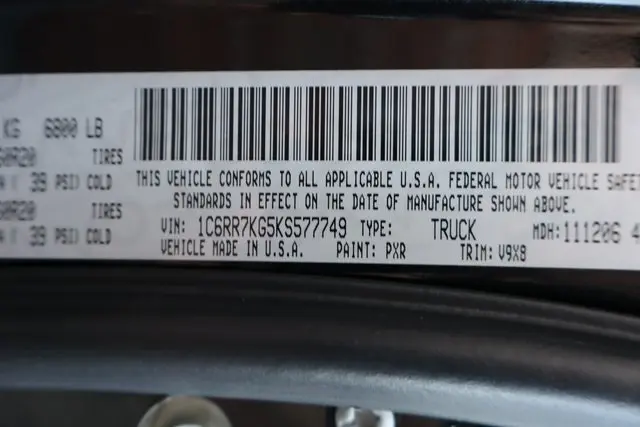 KG 6800 LB
TIRES
39 PSI) COLD
TIRES
39 PSI) COLD
THIS VEHICLE CONFORMS TO ALL APPLICABLE U.S.A. FEDERAL MOTOR VEHICLE SAFET
STANDARDS IN EFFECT ON THE DATE OF MANUFACTURE SHOWN ABOVE.
VIN: 1C6RR7KG5KS577749 TYPE: TRUCK MDH: 111206 4
VEHICLE MADE IN U.S.A. PAINT: PXR TRIM: V9X8